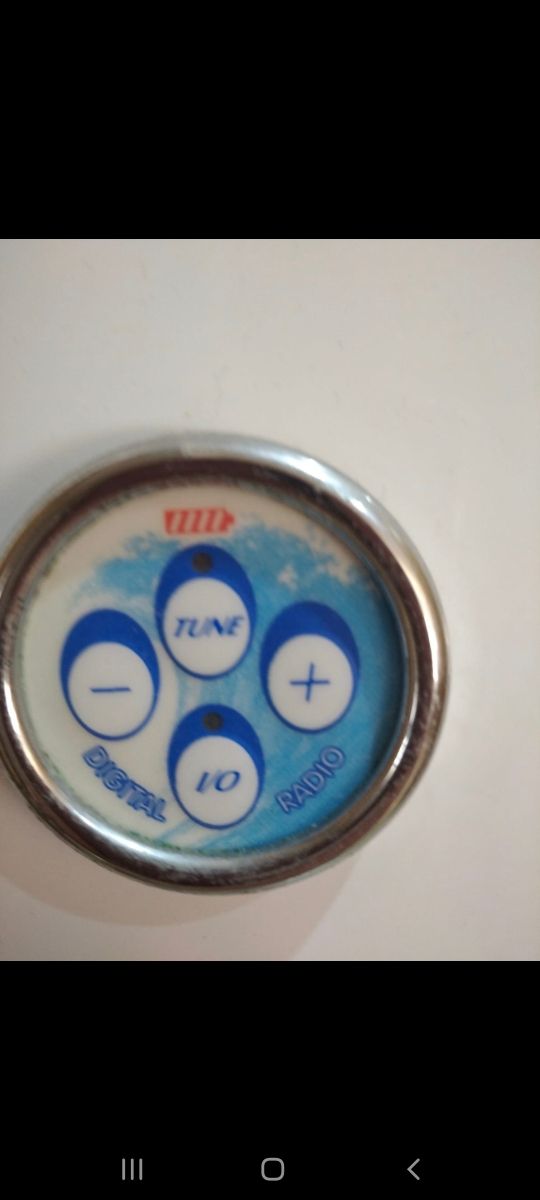 TUNE
−
+
I/O
DIGITAL
RADIO